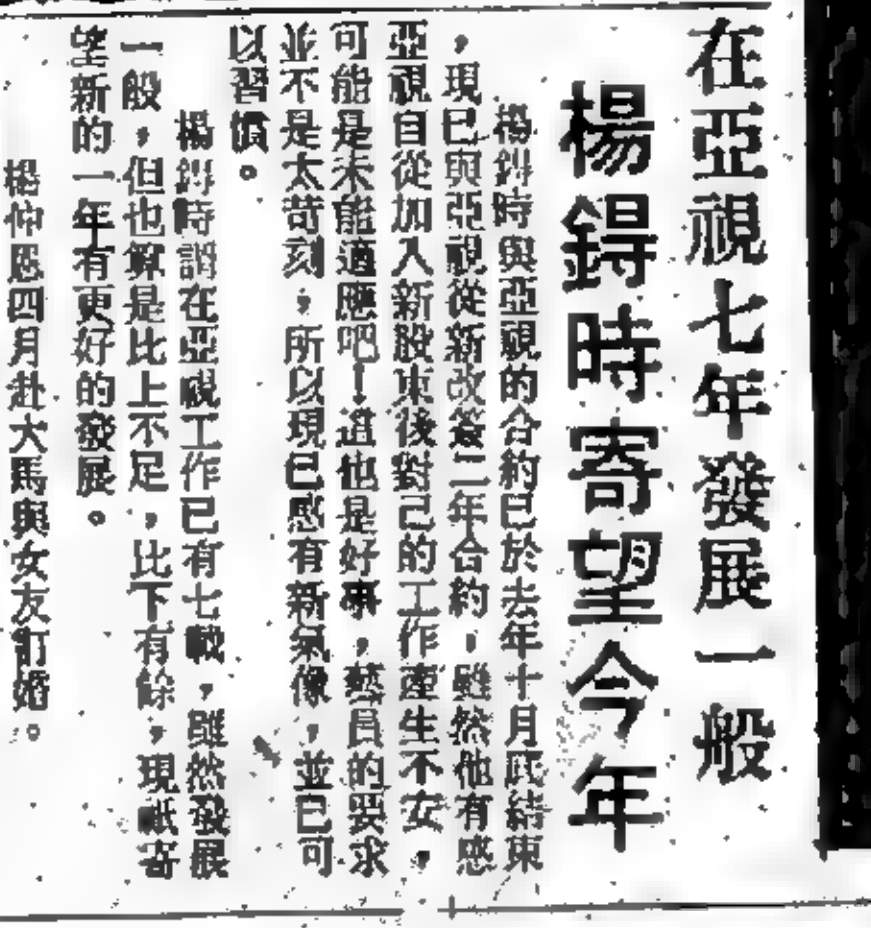 在亞視七年發展一般
楊鍀時寄望今年
楊鍀時與亞視的合約已於去年十月底結束
，現已與亞視從新改簽二年合約，雖然他有感
亞視自從加入新股東後對己的工作產生不安，
可能是未能適應吧！這也是好事，藝員的要求
並不是太苛刻，所以現已感有新氣像，並已可
以習慣。
楊鍀時謂在亞視工作已有七載，雖然發展
一般，但也算是比上不足，比下有餘，現祇寄
望新的一年有更好的發展。
楊仲恩四月赴大馬與女友訂婚。